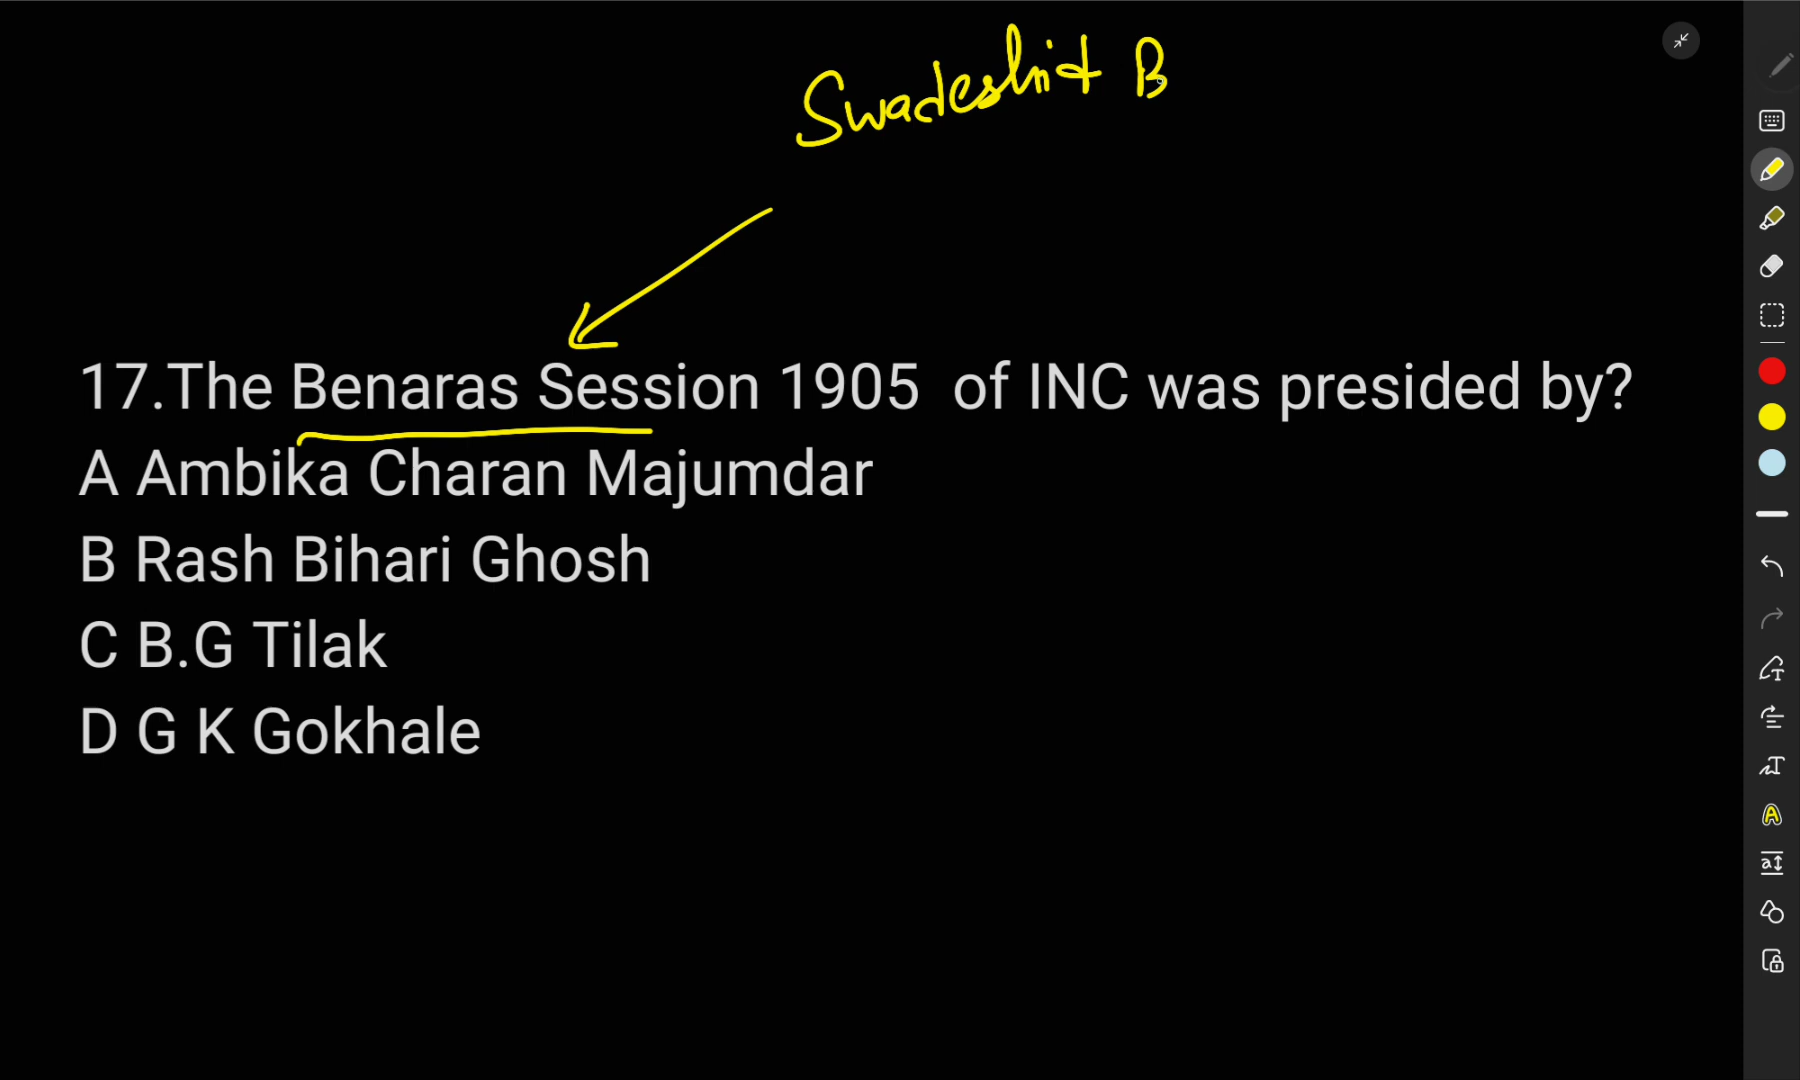 Swadeshi + B
17.The Benaras Session 1905 of INC was presided by?
A Ambika Charan Majumdar
B Rash Bihari Ghosh
C B.G Tilak
D G K Gokhale